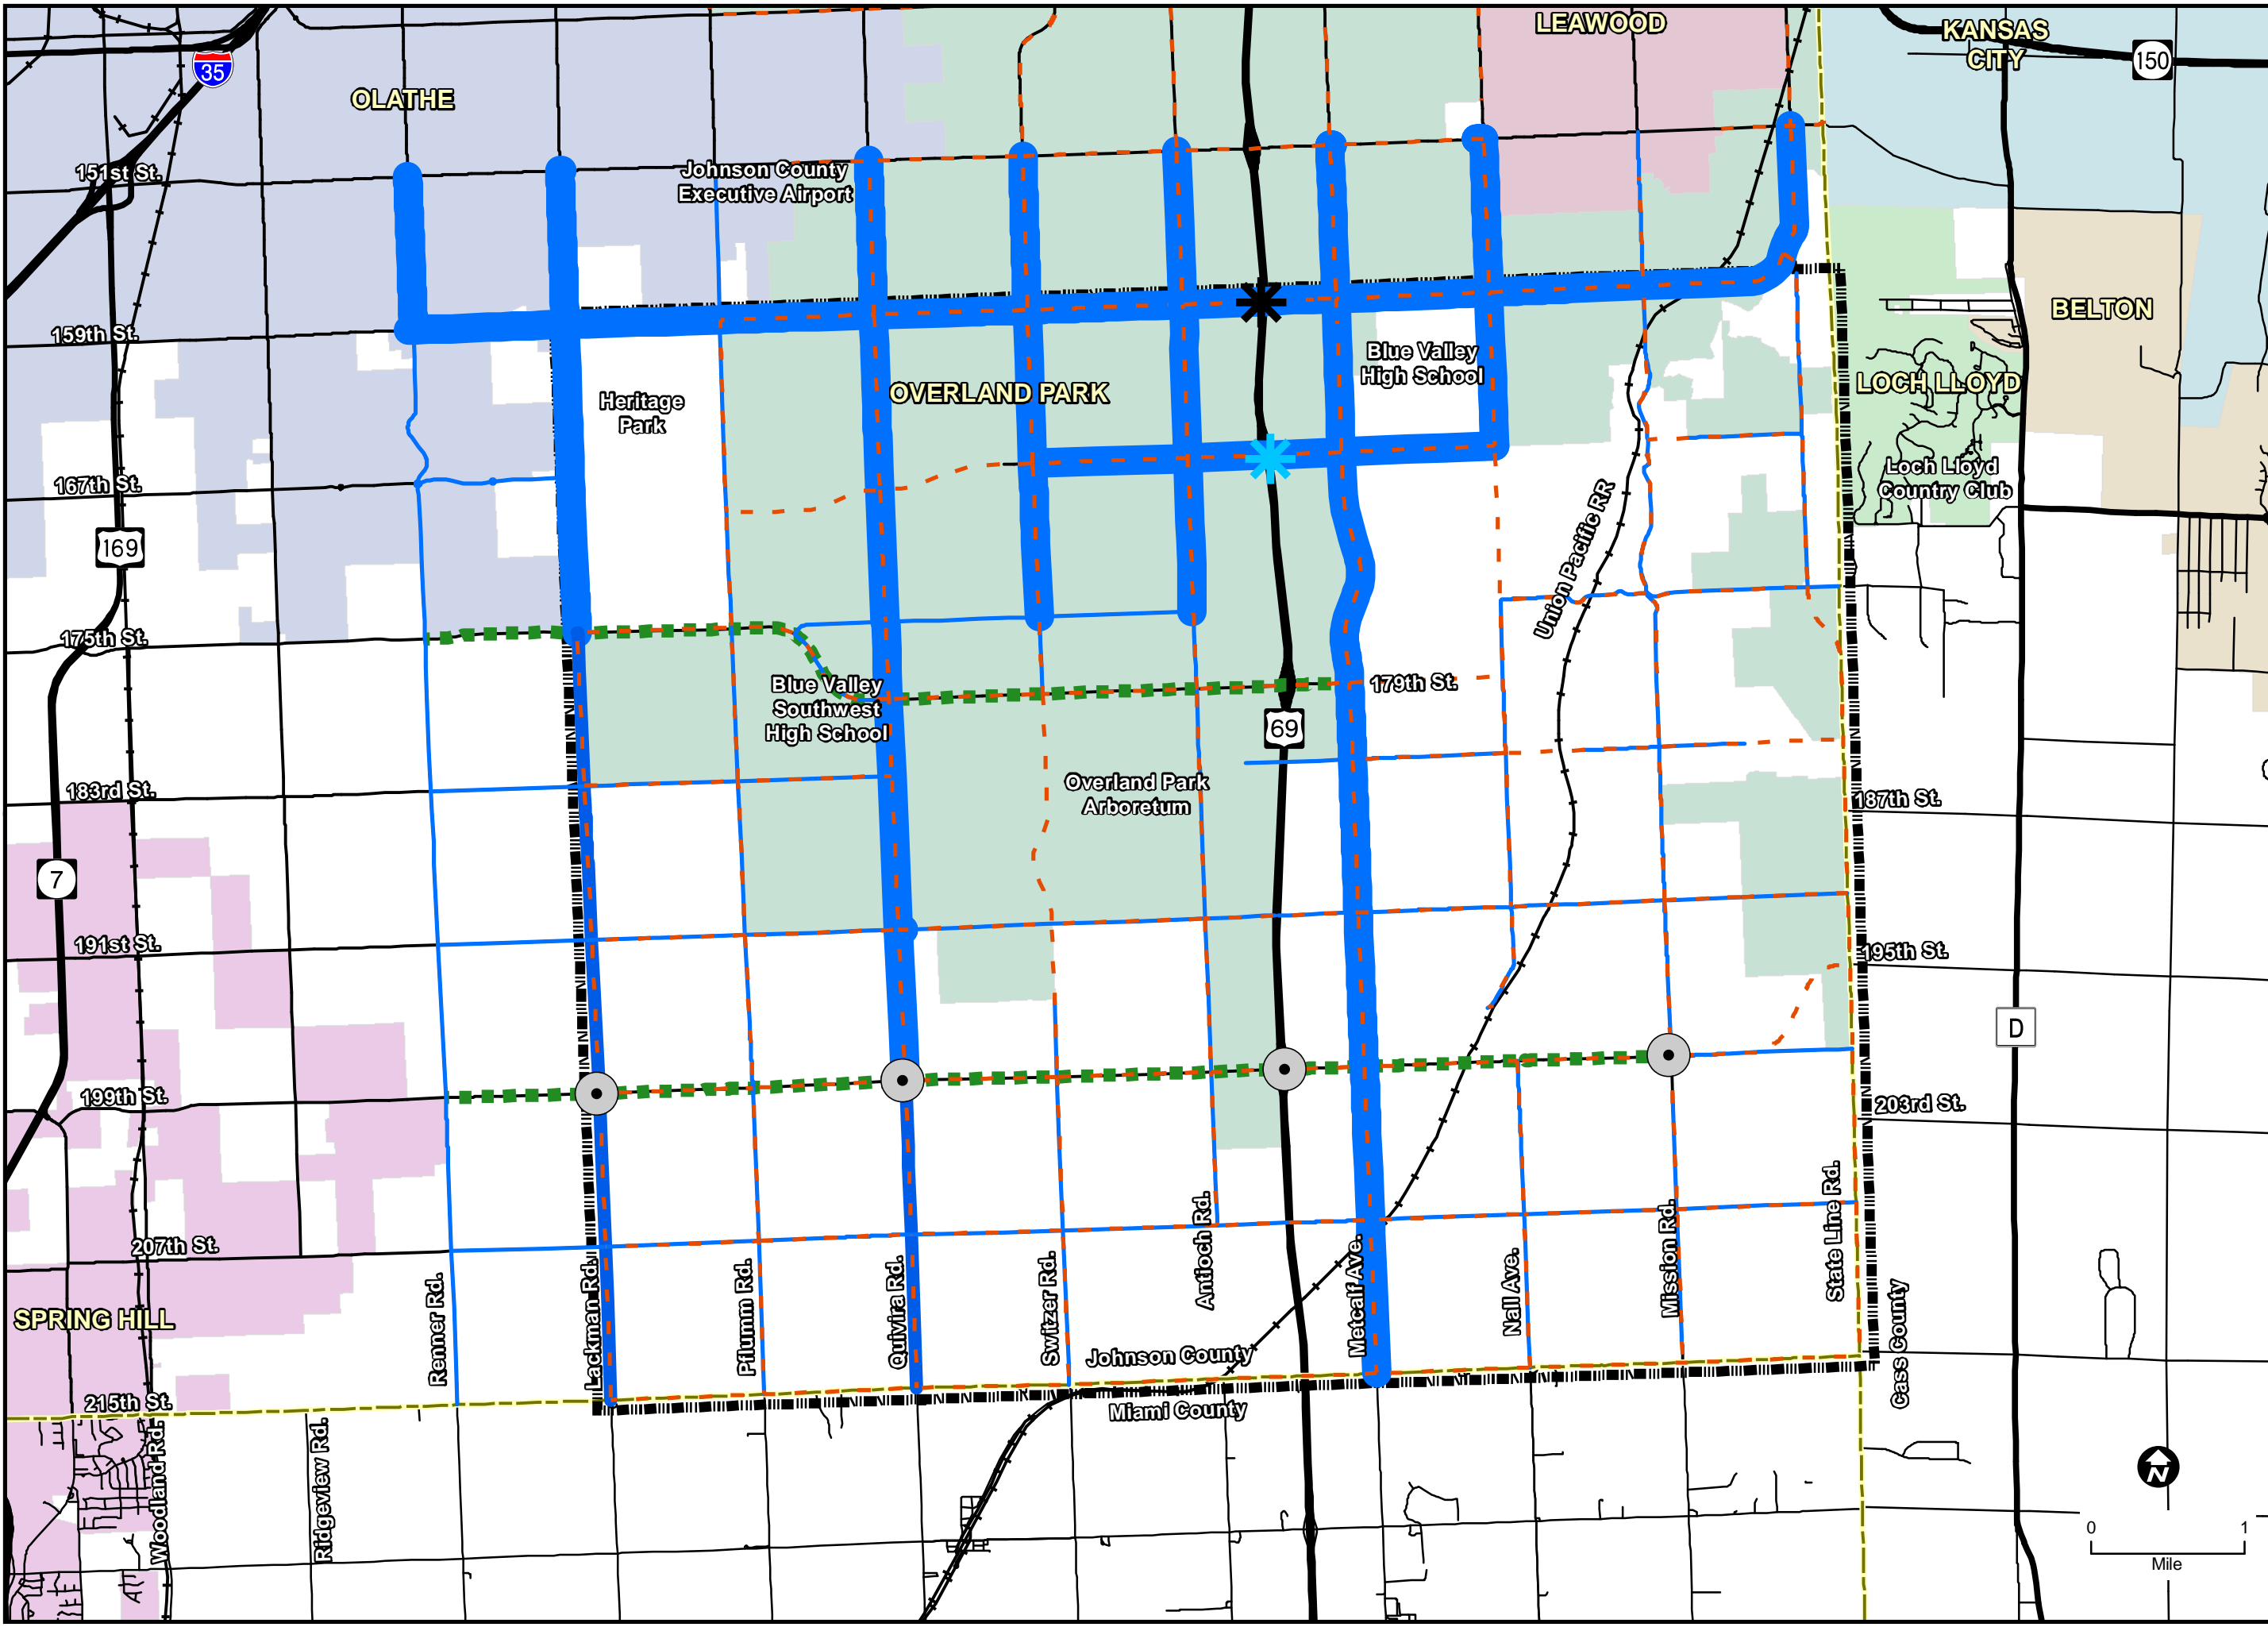 LEAWOOD
KANSAS
CITY
150
35
OLATHE
151st St.
Johnson County
Executive Airport
BELTON
159th St.
Blue Valley
High School
OVERLAND PARK
LOCH LLOYD
Heritage
Park
Loch Lloyd
Country Club
167th St.
169
Union Pacific RR
175th St.
179th St.
Blue Valley
Southwest
High School
69
Overland Park
Arboretum
183rd St.
187th St.
7
191st St.
195th St.
D
199th St.
203rd St.
207th St.
SPRING HILL
Renner Rd.
Lackman Rd.
Pflumm Rd.
Quivira Rd.
Switzer Rd.
Antioch Rd.
Metcalf Ave.
Nall Ave.
Mission Rd.
State Line Rd.
Cass County
Johnson County
Miami County
215th St.
Woodland Rd.
Ridgeview Rd.
N
0 1
Mile